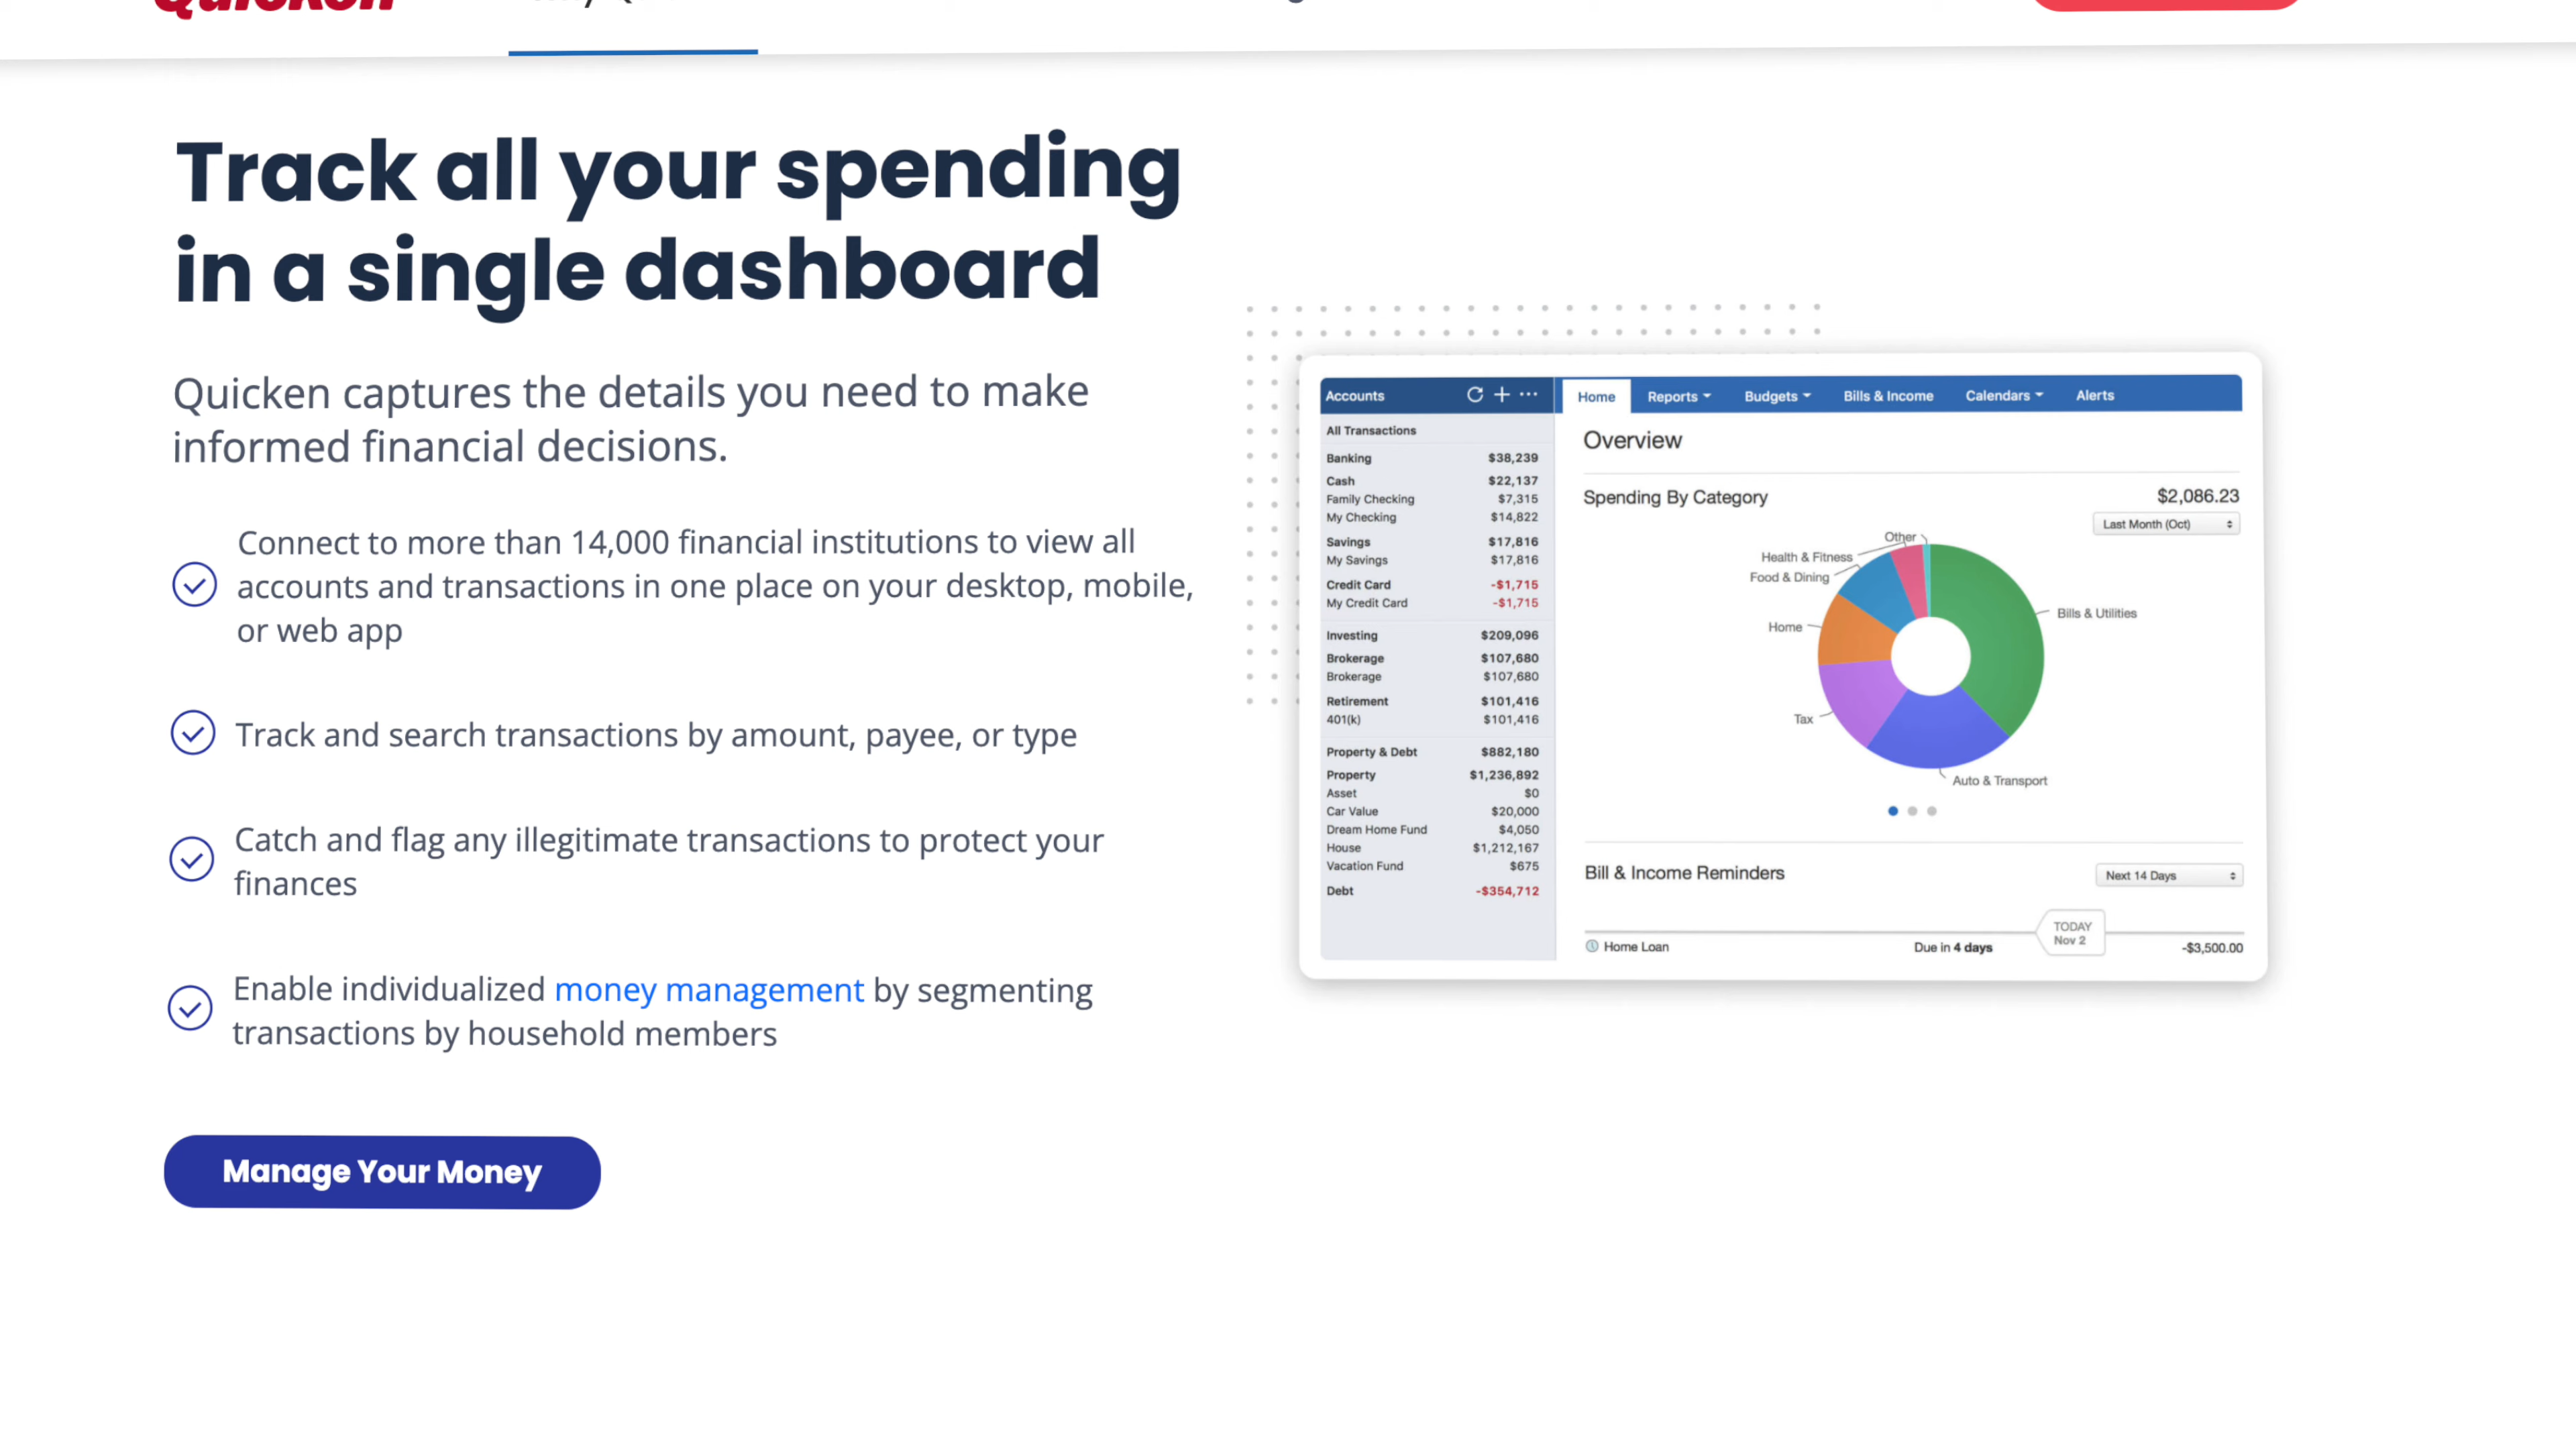 Quicken
Track all your spending
in a single dashboard
Quicken captures the details you need to make
informed financial decisions.
Connect to more than 14,000 financial institutions to view all
accounts and transactions in one place on your desktop, mobile,
or web app
Track and search transactions by amount, payee, or type
Catch and flag any illegitimate transactions to protect your
finances
Enable individualized money management by segmenting
transactions by household members
Manage Your Money
Accounts
Home Reports Budgets Bills & Income Calendars Alerts
All Transactions
Banking $38,239
Cash $22,137
Family Checking $7,315
My Checking $14,822
Savings $17,816
My Savings $17,816
Credit Card -$1,715
My Credit Card -$1,715
Investing $209,096
Brokerage $107,680
Brokerage $107,680
Retirement $101,416
401(k) $101,416
Property & Debt $882,180
Property $1,236,892
Asset $0
Car Value $20,000
Dream Home Fund $4,050
House $1,212,167
Vacation Fund $675
Debt -$354,712
Overview
Spending By Category $2,086.23
Last Month (Oct)
Other
Health & Fitness
Food & Dining
Bills & Utilities
Home
Tax
Auto & Transport
Bill & Income Reminders Next 14 Days
TODAY
Nov 2
Home Loan Due in 4 days -$3,500.00